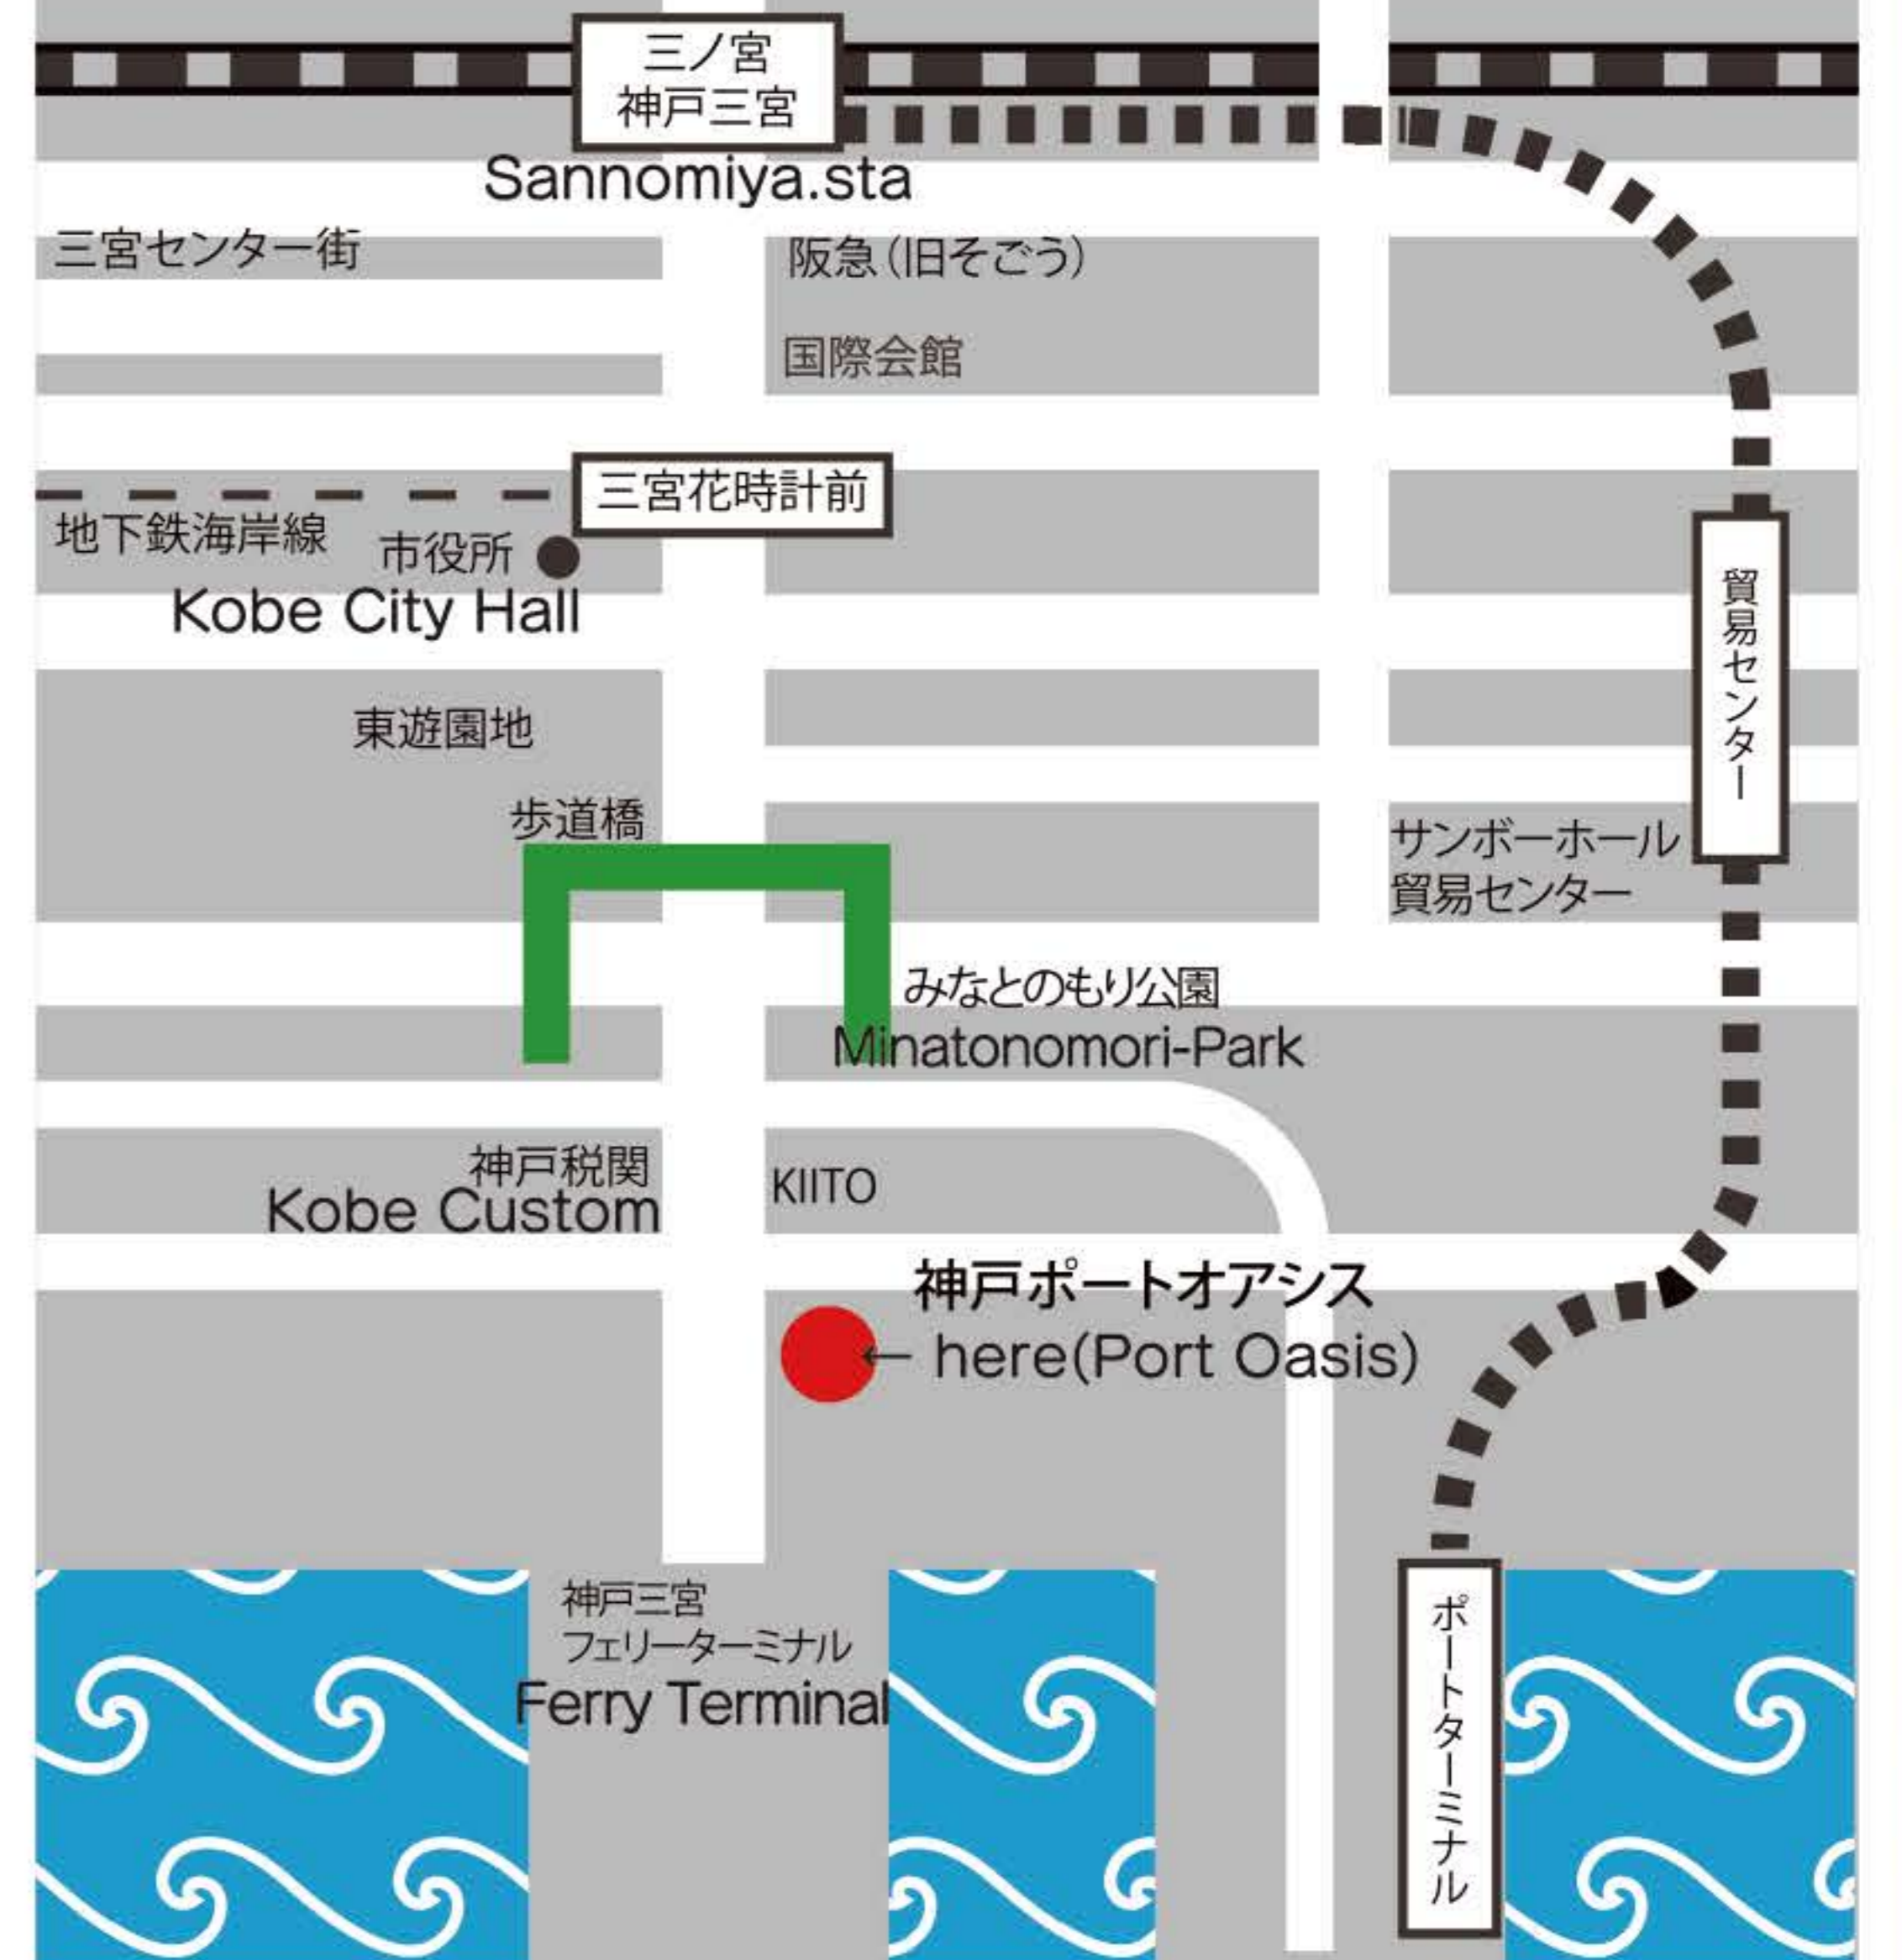 三ノ宮
神戸三宮
Sannomiya.sta
三宮センター街
阪急（旧そごう）
国際会館
三宮花時計前
地下鉄海岸線
市役所
Kobe City Hall
貿易センター
東遊園地
歩道橋
サンボーホール
貿易センター
みなとのもり公園
Minatonomori-Park
神戸税関
Kobe Custom
KIITO
神戸ポートオアシス
← here(Port Oasis)
神戸三宮
フェリーターミナル
Ferry Terminal
ポートターミナル